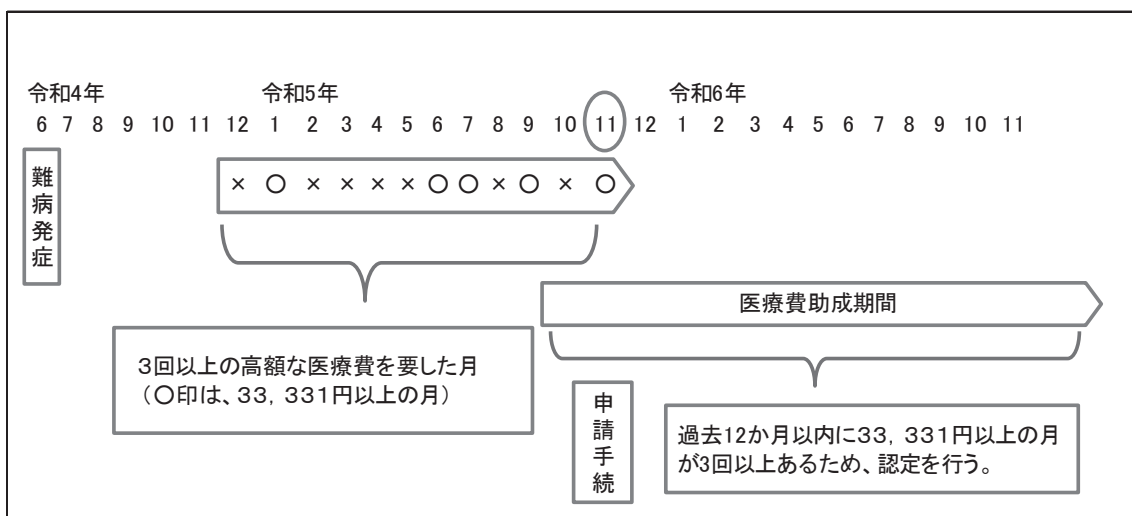 令和4年 令和5年 令和6年
6 7 8 9 10 11 12 1 2 3 4 5 6 7 8 9 10 11 12 1 2 3 4 5 6 7 8 9 10 11
難病発症
× ○ × × × × ○ ○ × ○ × ○
医療費助成期間
3回以上の高額な医療費を要した月
(○印は、33,331円以上の月)
申請手続
過去12か月以内に33,331円以上の月
が3回以上あるため、認定を行う。